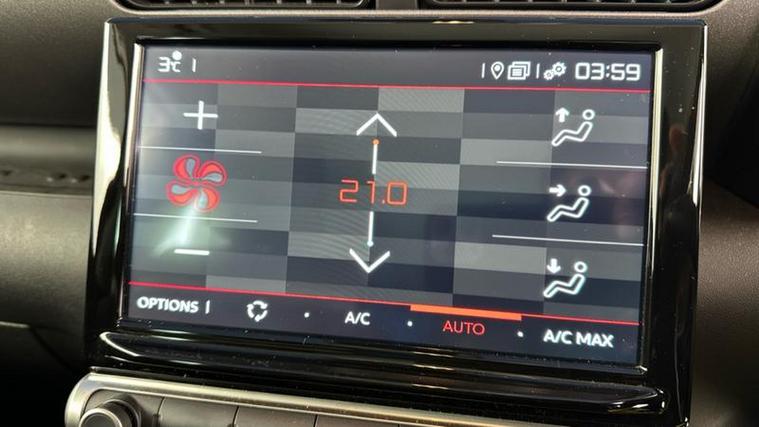 3°C
03:59
21.0
OPTIONS
A/C
AUTO
A/C MAX